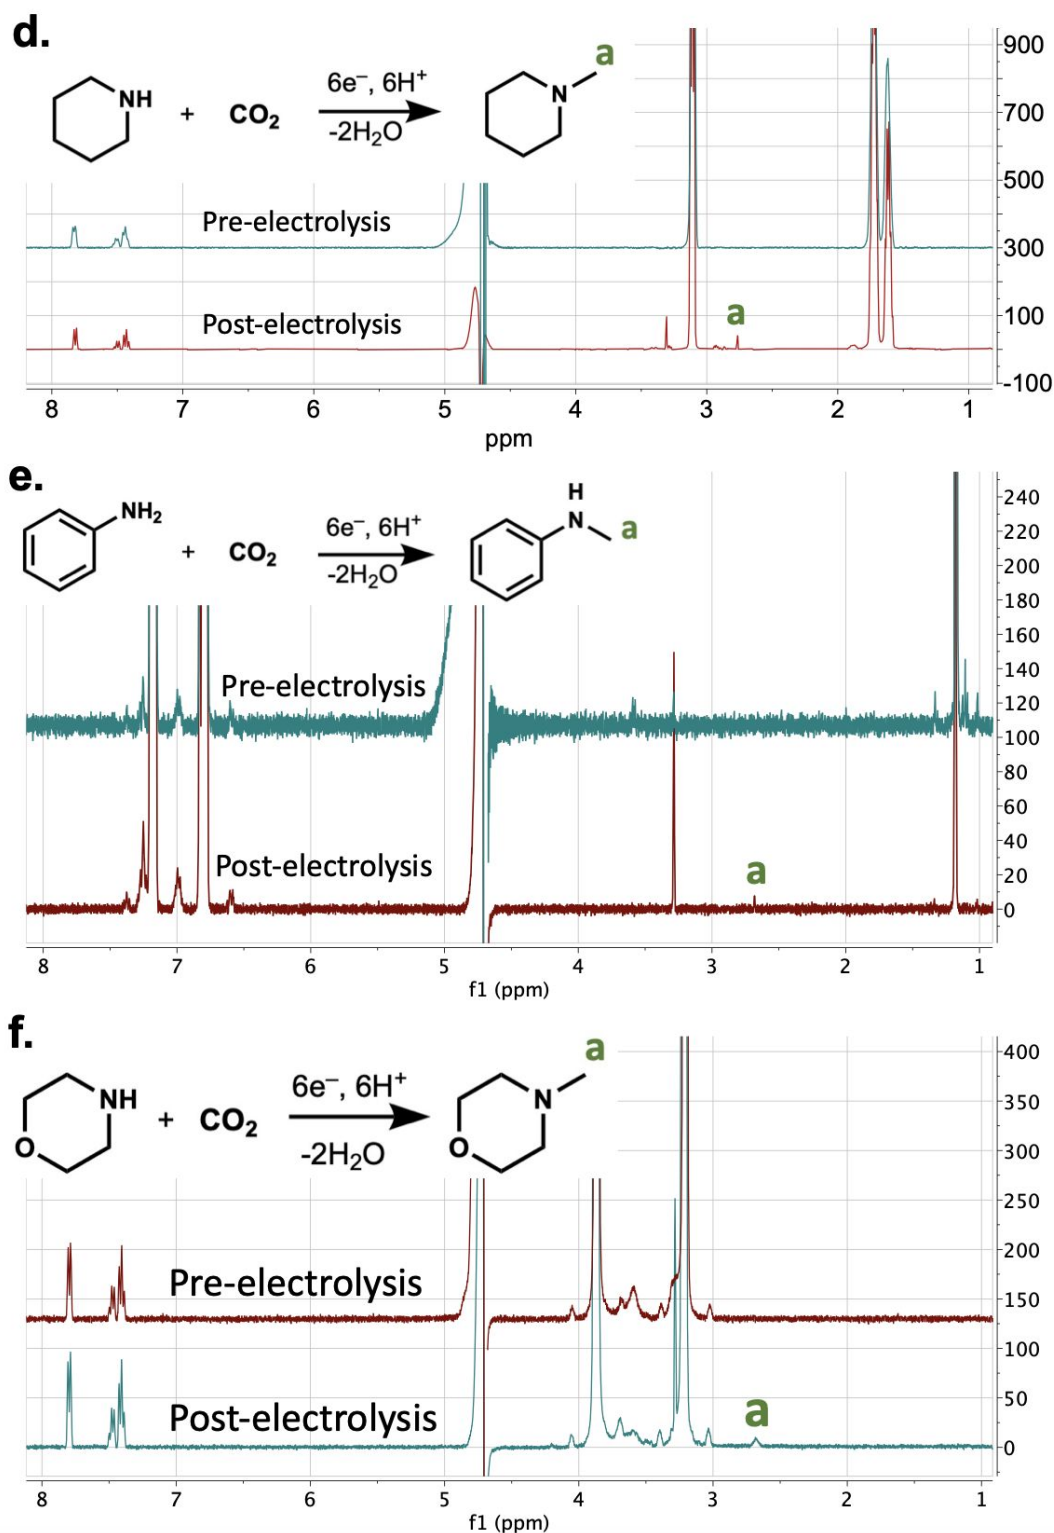 d.
NH + CO₂ 6e⁻, 6H⁺ -2H₂O N a
Pre-electrolysis
Post-electrolysis
a
900
700
500
300
100
-100
8 7 6 5 4 3 2 1
ppm
e.
NH₂ + CO₂ 6e⁻, 6H⁺ -2H₂O H N a
Pre-electrolysis
Post-electrolysis
a
240
220
200
180
160
140
120
100
80
60
40
20
0
8 7 6 5 4 3 2 1
f1 (ppm)
f.
NH O + CO₂ 6e⁻, 6H⁺ -2H₂O N O a
Pre-electrolysis
Post-electrolysis
a
400
350
300
250
200
150
100
50
0
8 7 6 5 4 3 2 1
f1 (ppm)